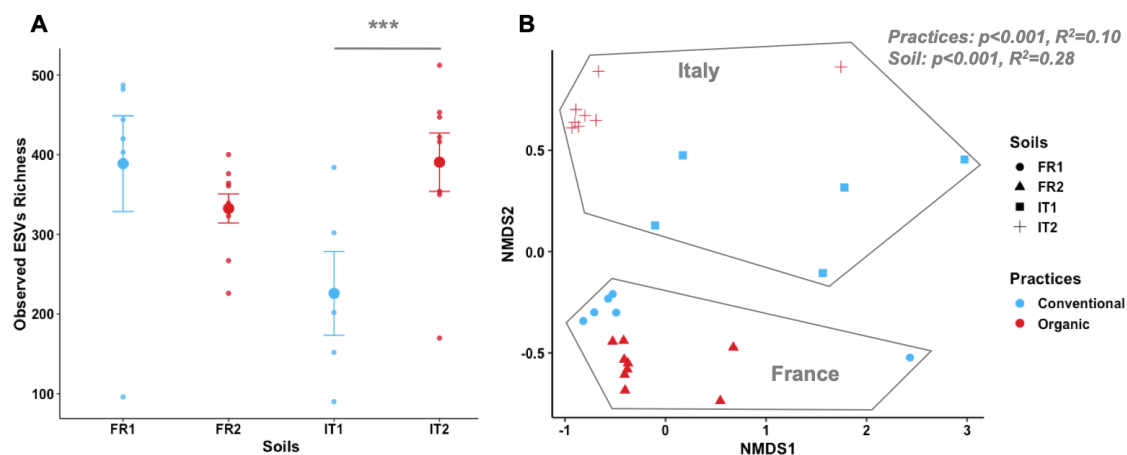 A
***
500
400
300
200
100
Observed ESVs Richness
FR1 FR2 IT1 IT2
Soils
B
Practices: p<0.001, R²=0.10
Soil: p<0.001, R²=0.28
Italy
France
0.5
0.0
-0.5
NMDS2
-1 0 1 2 3
NMDS1
Soils
FR1
FR2
IT1
IT2
Practices
Conventional
Organic